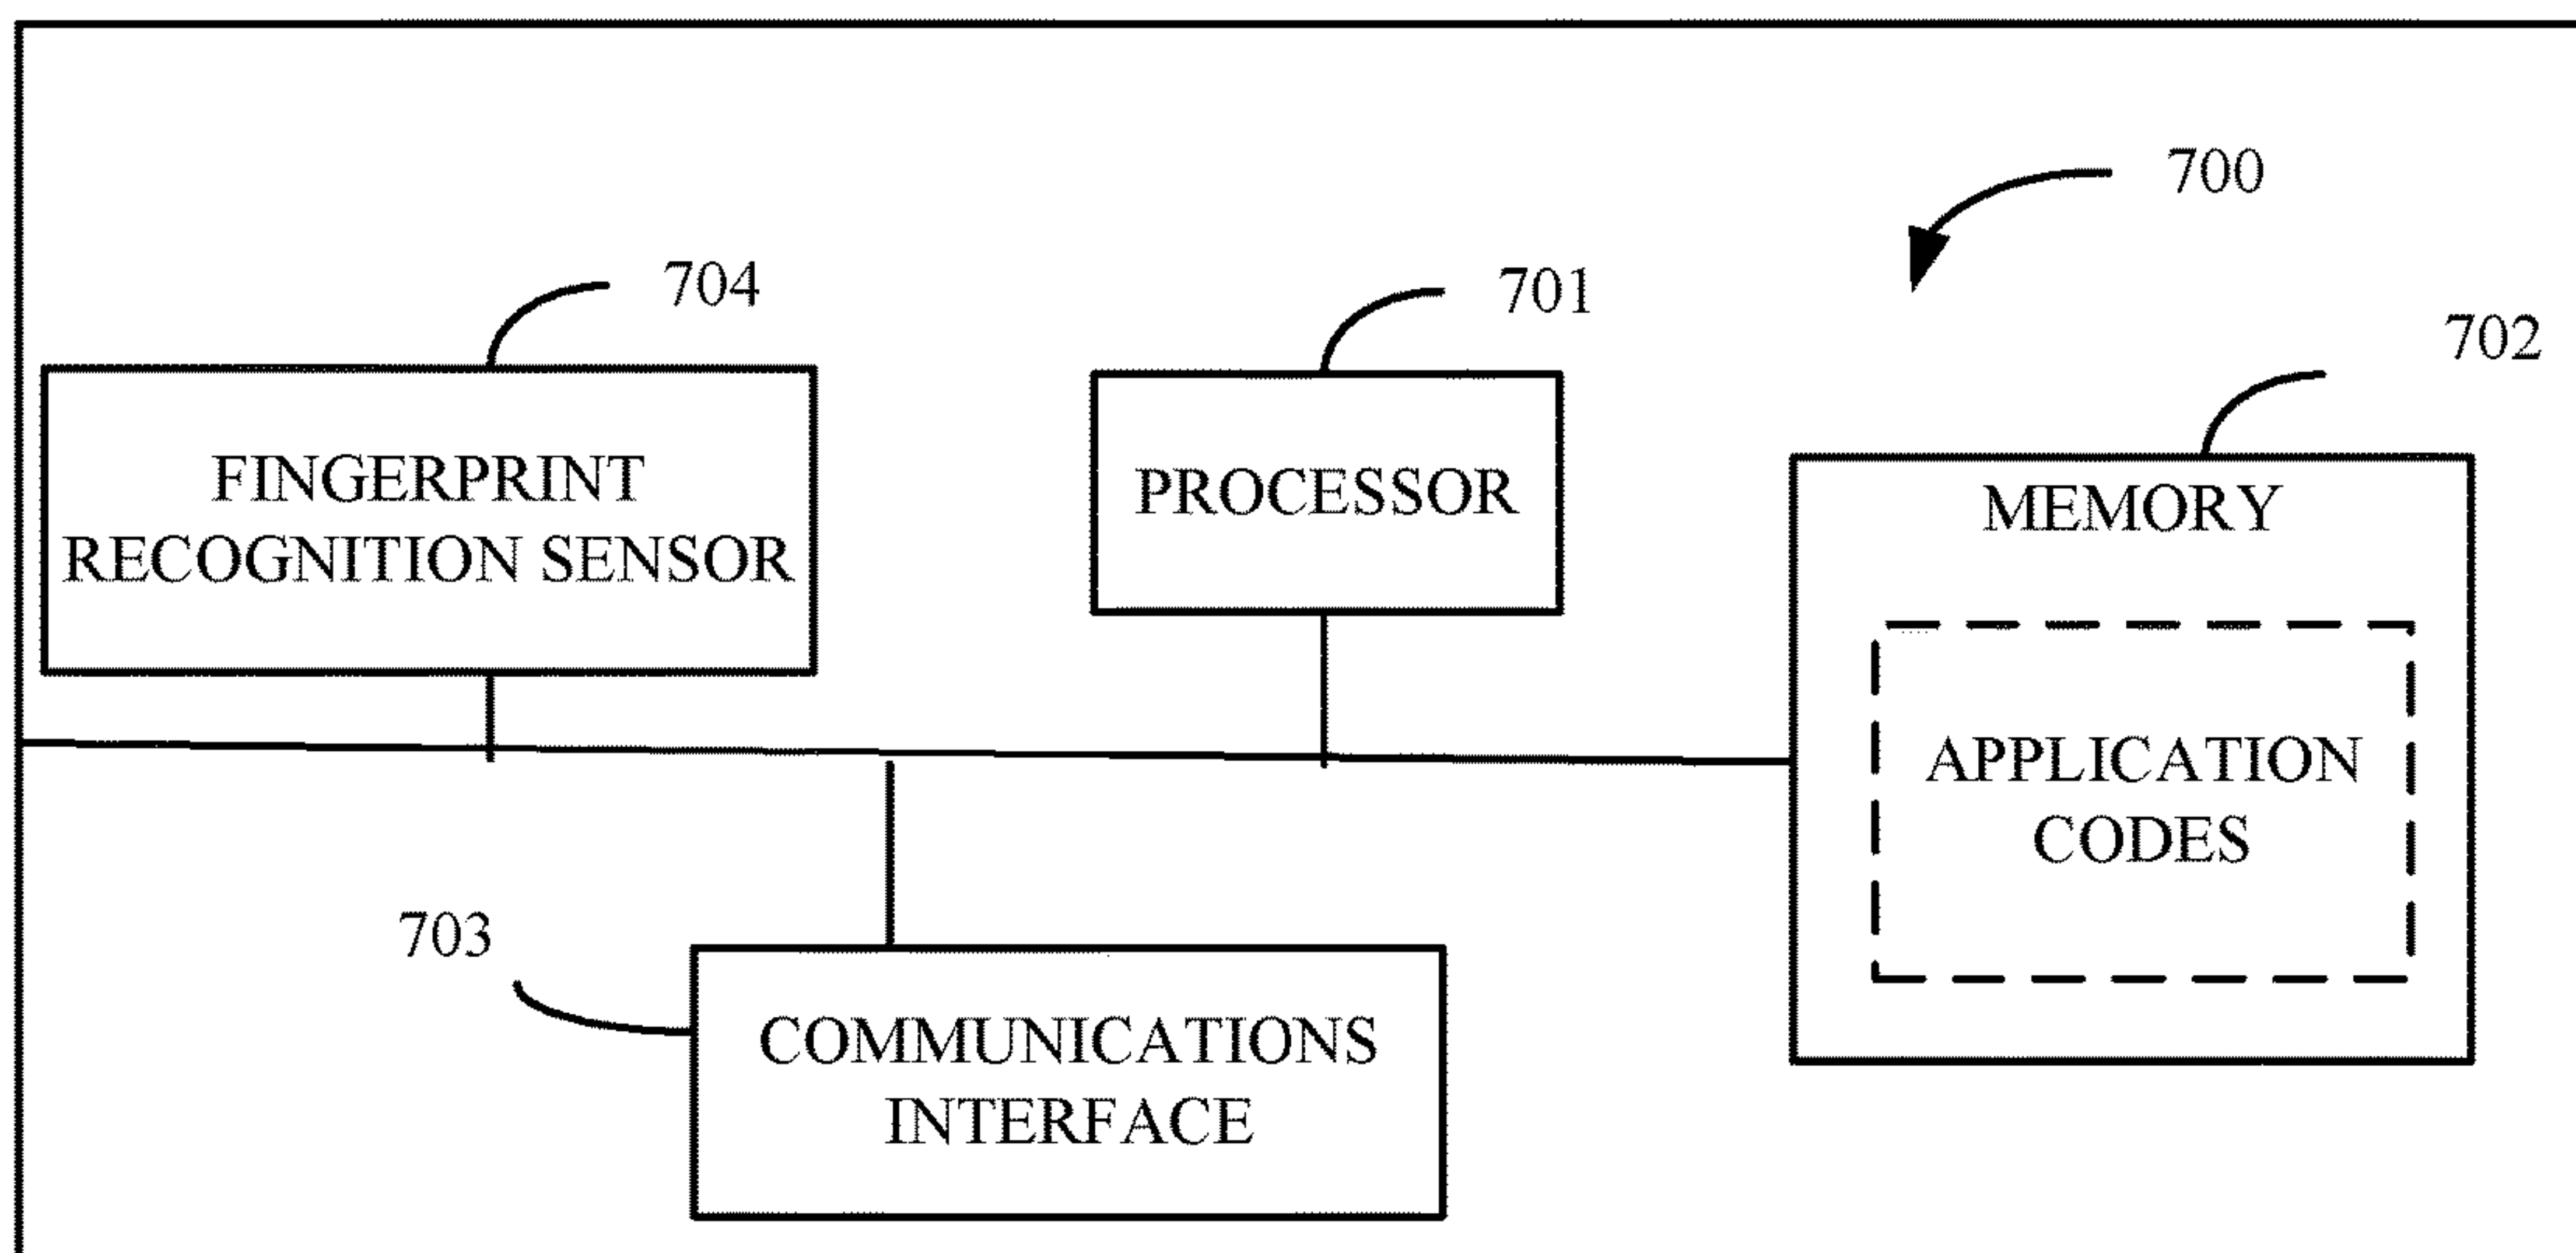 700
704
701
702
FINGERPRINT
RECOGNITION SENSOR
PROCESSOR
MEMORY
APPLICATION
CODES
703
COMMUNICATIONS
INTERFACE